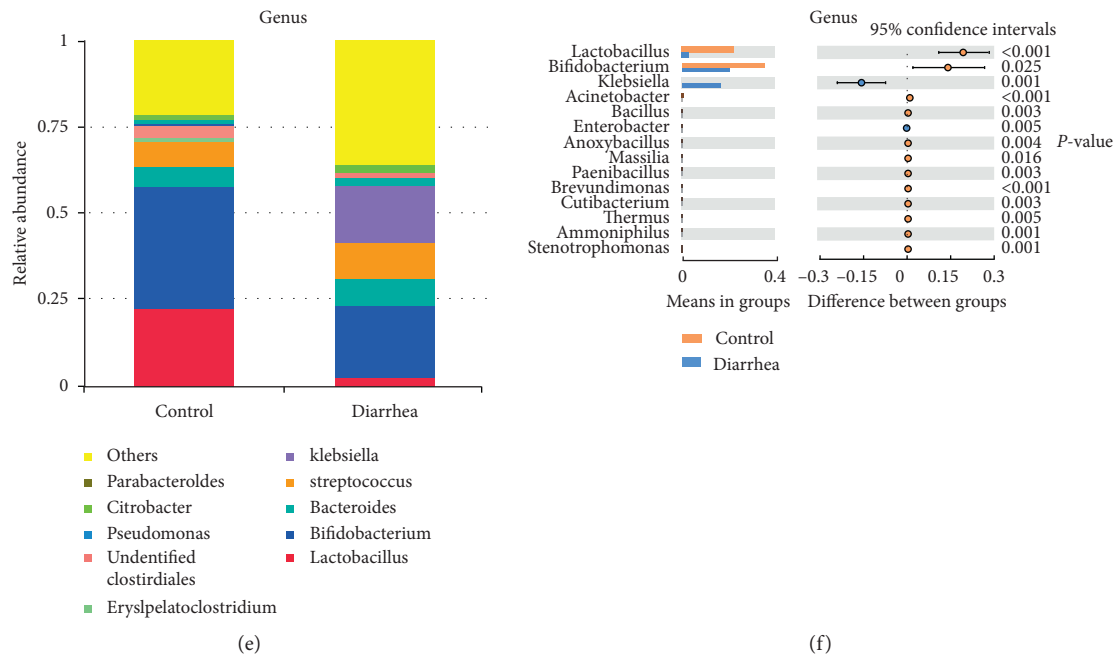 Genus
1
0.75
0.5
0.25
0
Relative abundance
Control
Diarrhea
Others
Parabacteroldes
Citrobacter
Pseudomonas
Undentified
clostirdiales
Eryslpelatoclostridium
klebsiella
streptococcus
Bacteroides
Bifidobacterium
Lactobacillus
(e)
Genus
95% confidence intervals
Lactobacillus
<0.001
Bifidobacterium
0.025
Klebsiella
0.001
Acinetobacter
<0.001
Bacillus
0.003
Enterobacter
0.005
Anoxybacillus
0.004
Massilia
0.016
Paenibacillus
0.003
Brevundimonas
<0.001
Cutibacterium
0.003
Thermus
0.005
Ammoniphilus
0.001
Stenotrophomonas
0.001
P-value
0
0.4
−0.3
−0.15
0
0.15
0.3
Means in groups
Difference between groups
Control
Diarrhea
(f)